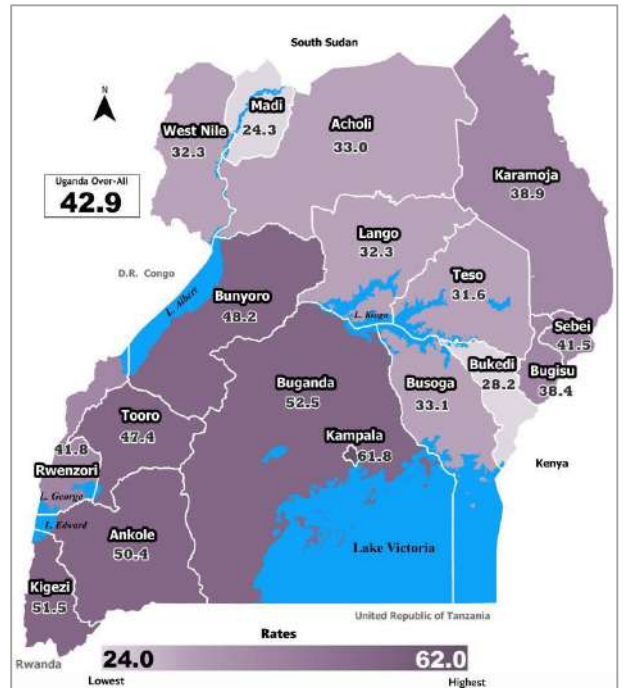 South Sudan
N
Madi
24.3
West Nile
32.3
Acholi
33.0
Karamoja
38.9
Uganda Over-All
42.9
Lango
32.3
D.R. Congo
L. Albert
Teso
31.6
Bunyoro
48.2
L. Kioga
Sebei
41.5
Bukedi
28.2
Bugisu
38.4
Buganda
52.5
Busoga
33.1
Tooro
47.4
Kampala
61.8
41.8
Rwenzori
Kenya
L. George
L. Edward
Ankole
50.4
Lake Victoria
Kigezi
51.5
United Republic of Tanzania
Rates
Rwanda
24.0
62.0
Lowest
Highest